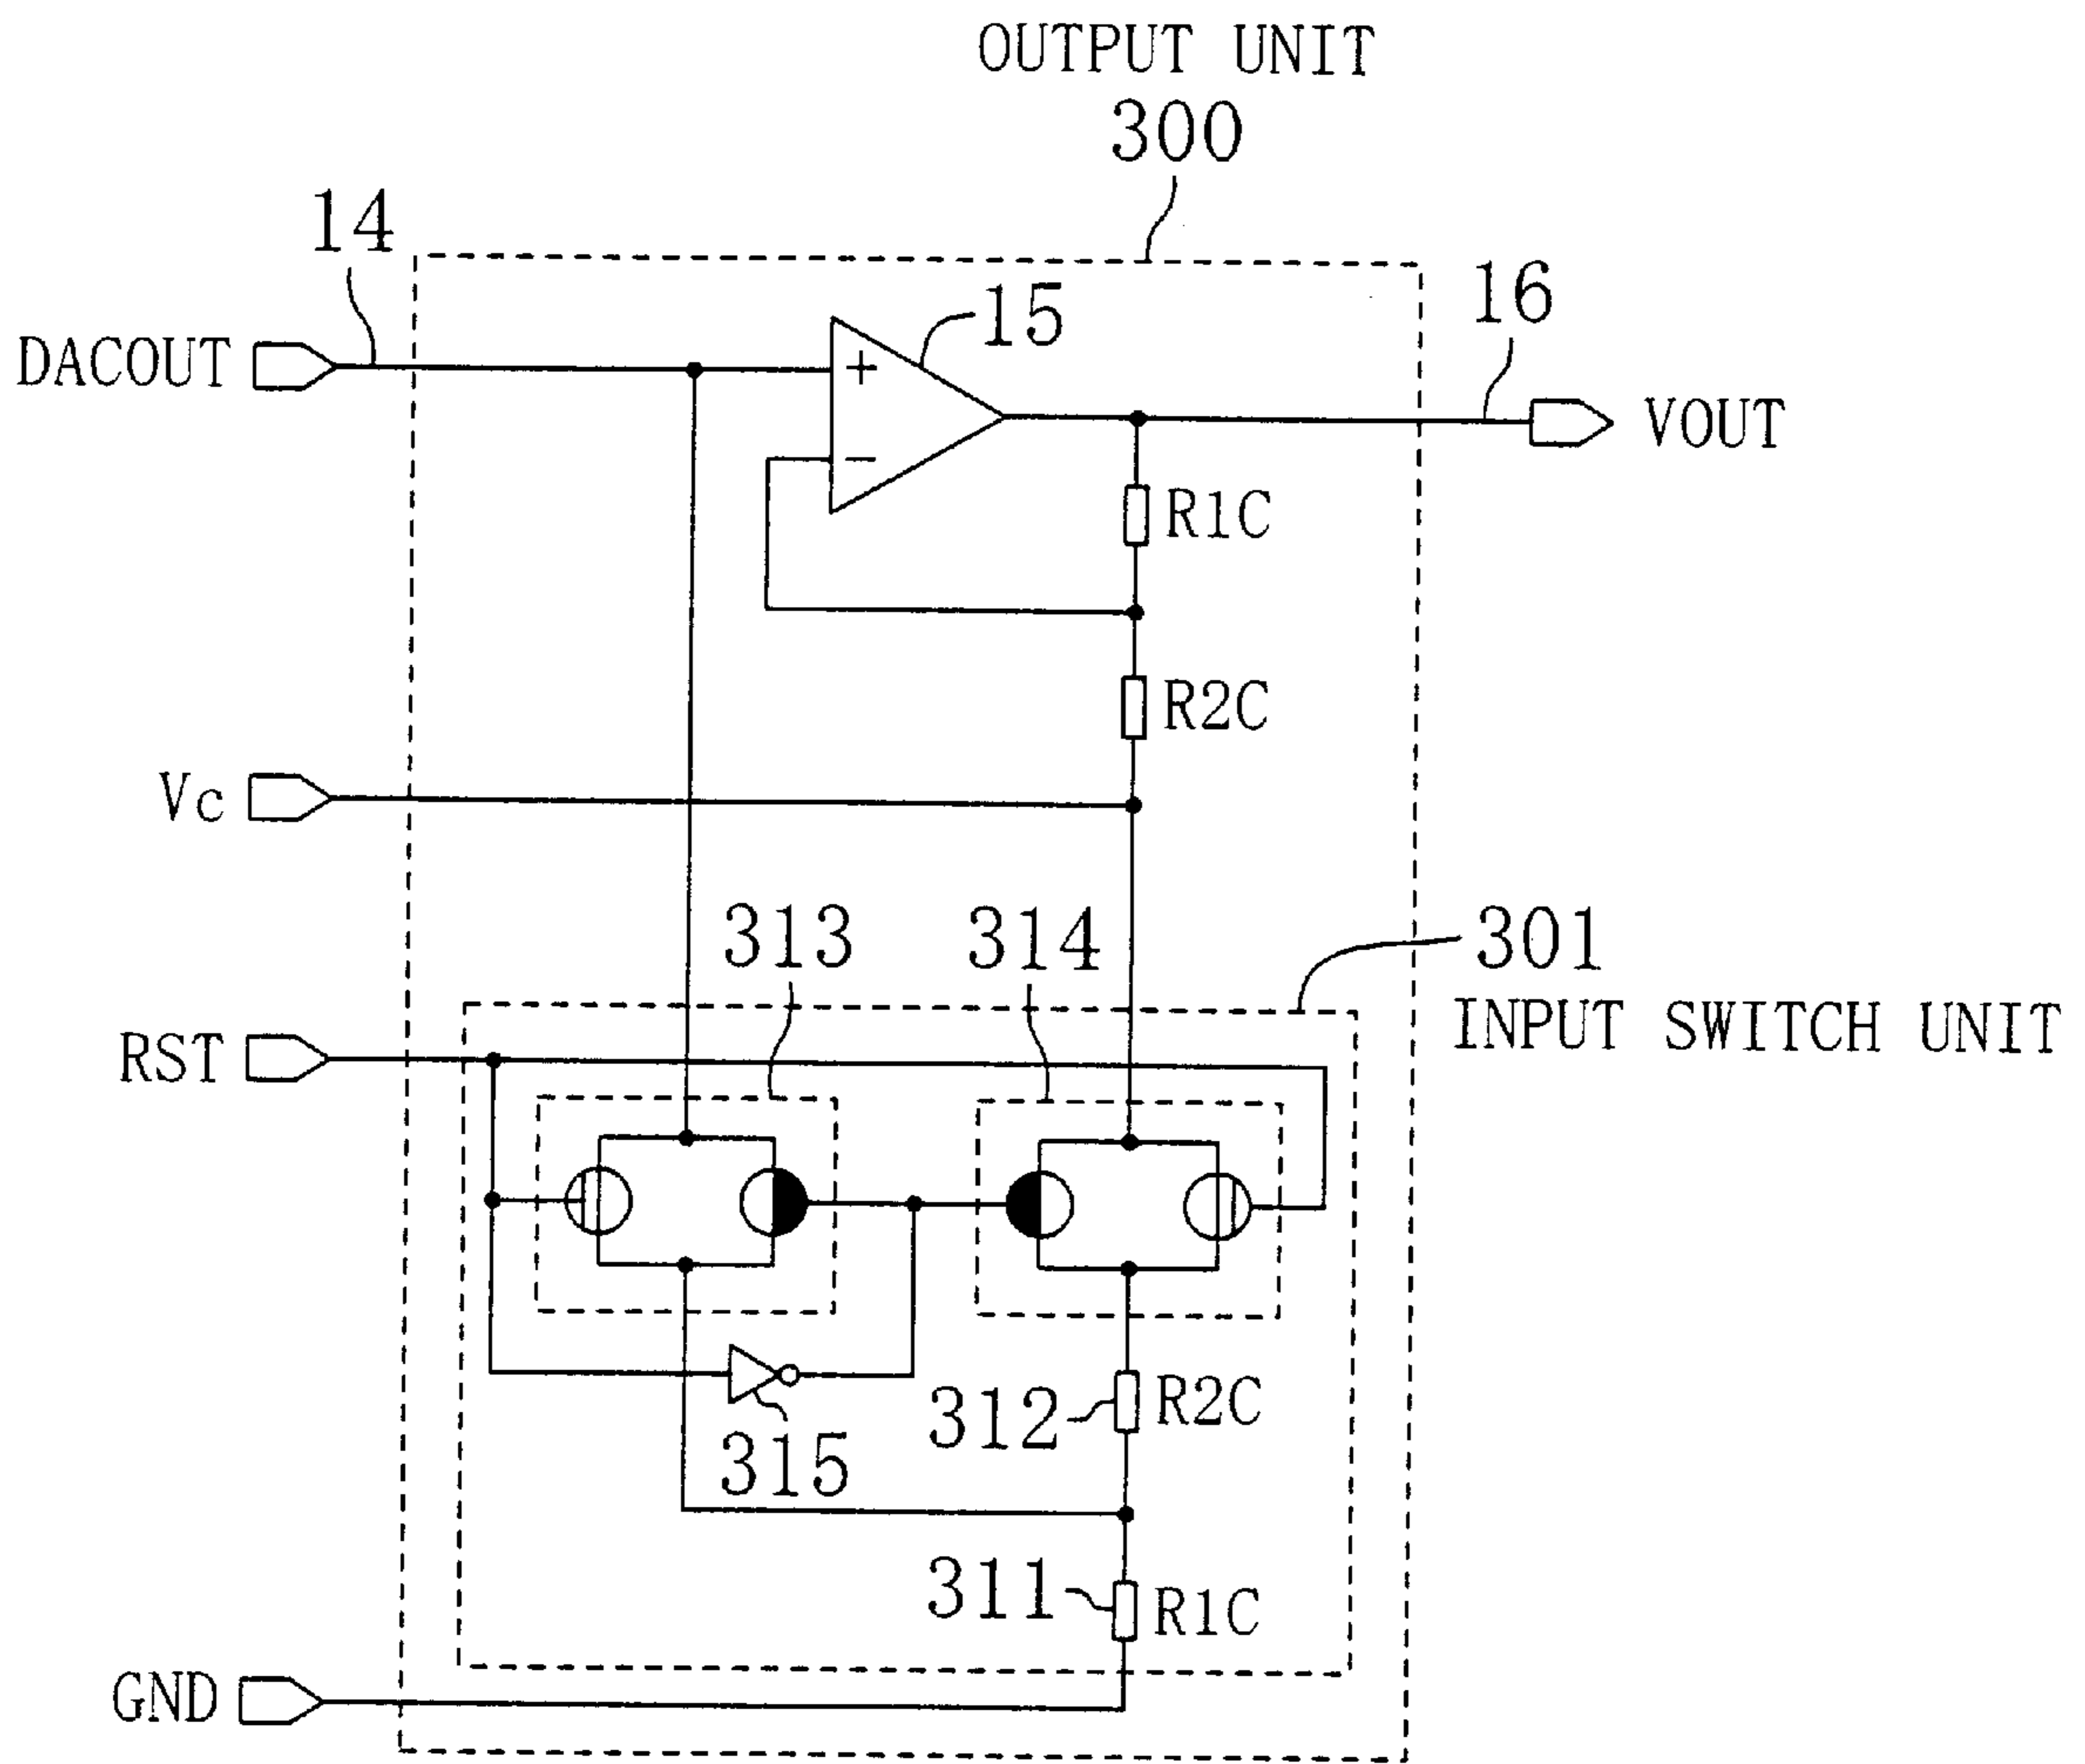 OUTPUT UNIT
300
14
15
16
DACOUT
+
−
VOUT
R1C
R2C
Vc
313
314
301
INPUT SWITCH UNIT
RST
312
R2C
315
311
R1C
GND